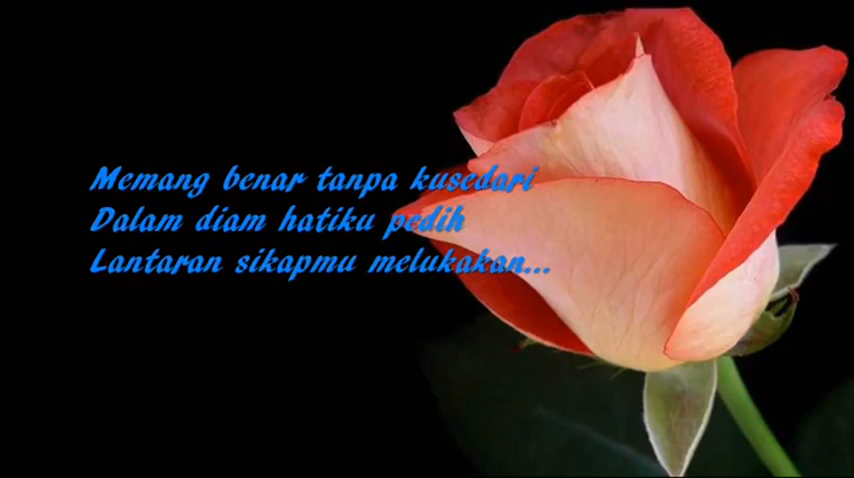 Memang benar tanpa kusedari
Dalam diam hatiku pedih
Lantaran sikapmu melukakan...